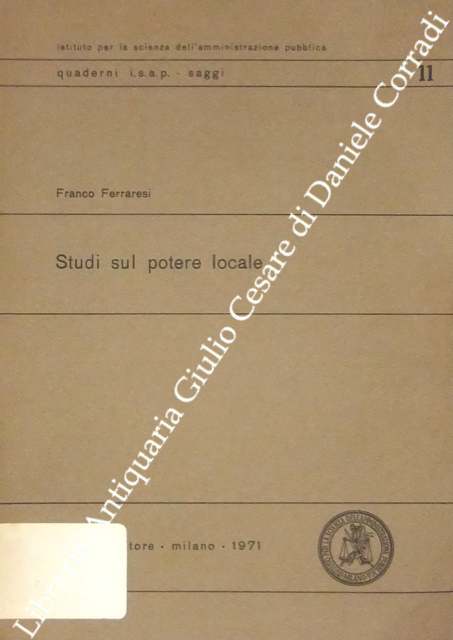 istituto per la scienza dell'amministrazione pubblica
quaderni i.s.a.p. - saggi 11
Franco Ferraresi
Studi sul potere locale
tore - milano - 1971
Libreria Antiquaria Giulio Cesare di Daniele Corradi